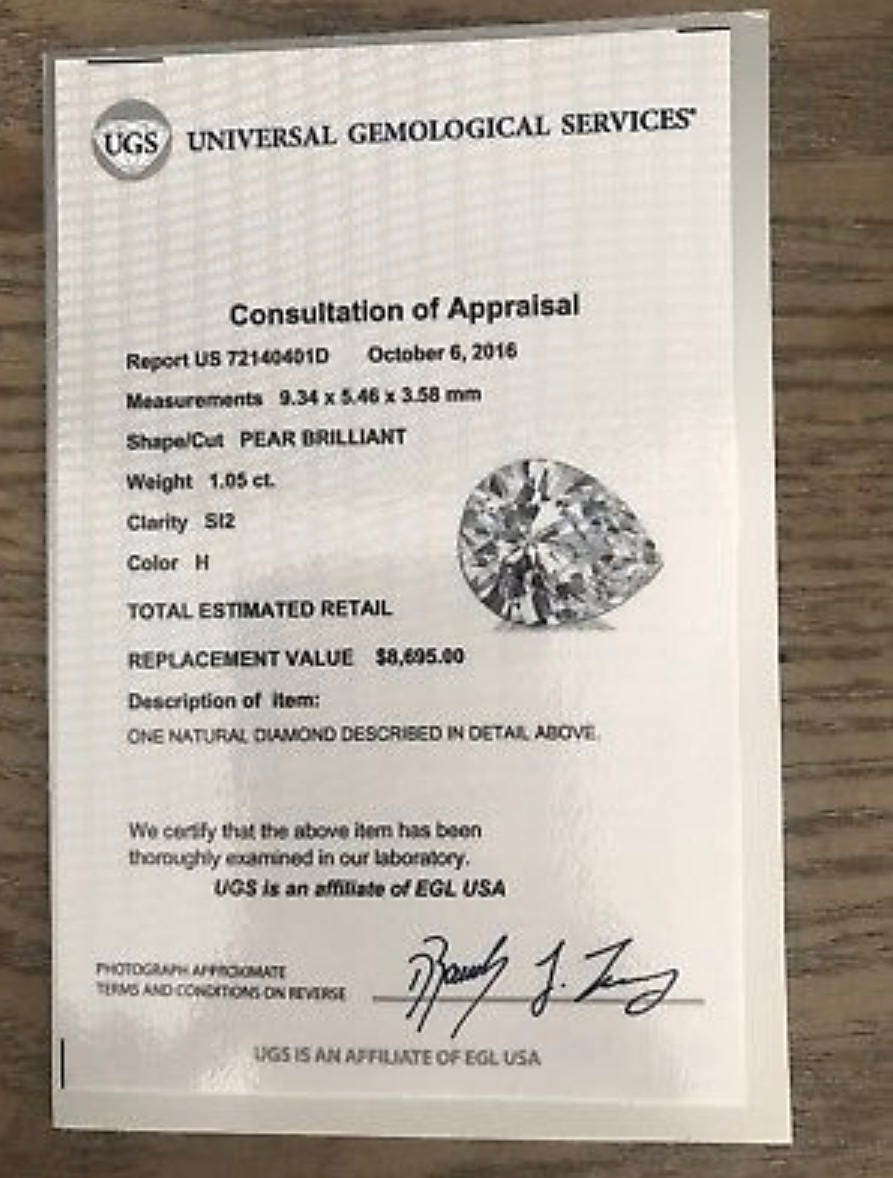 UGS UNIVERSAL GEMOLOGICAL SERVICES
Consultation of Appraisal
Report US 72140401D October 6, 2016
Measurements 9.34 x 5.46 x 3.58 mm
Shape/Cut PEAR BRILLIANT
Weight 1.05 ct.
Clarity SI2
Color H
TOTAL ESTIMATED RETAIL
REPLACEMENT VALUE $8,695.00
Description of item:
ONE NATURAL DIAMOND DESCRIBED IN DETAIL ABOVE.
We certify that the above item has been
thoroughly examined in our laboratory.
UGS is an affiliate of EGL USA
PHOTOGRAPH APPROXIMATE
TERMS AND CONDITIONS ON REVERSE
UGS IS AN AFFILIATE OF EGL USA